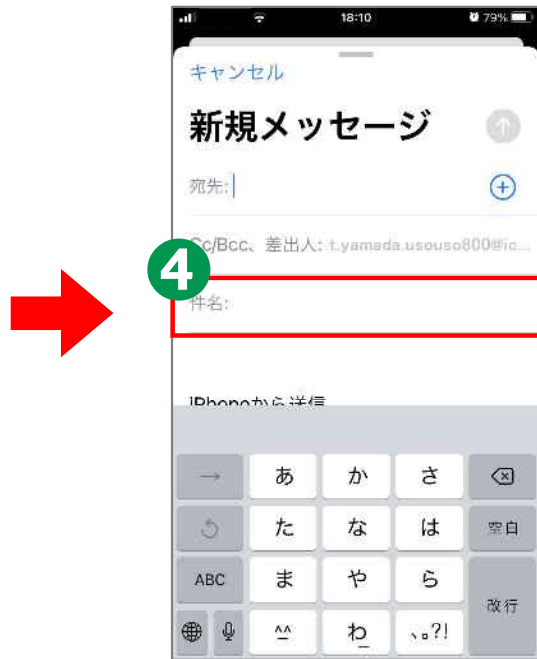 18:10 79%
キャンセル
新規メッセージ
宛先:
Cc/Bcc、差出人: t.yamada.usouso800@ic...
4
件名:
iPhoneから送信
→ あ か さ
た な は 空白
ABC ま や ら
改行
^^ わ 、。?!